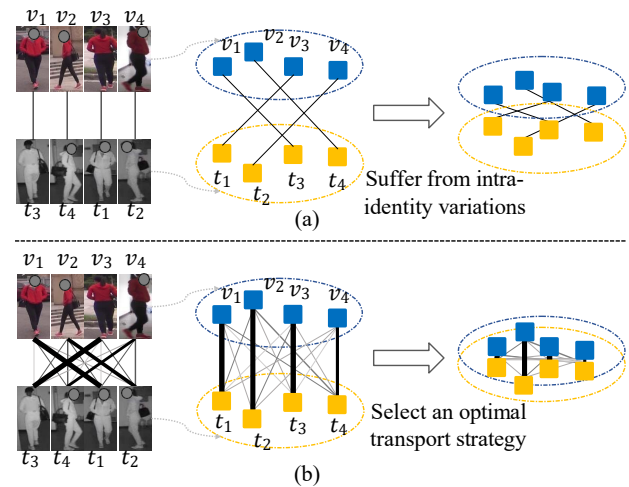 v₁ v₂ v₃ v₄
v₁ v₂ v₃ v₄
t₁ t₂ t₃ t₄
t₃ t₄ t₁ t₂
Suffer from intra-
identity variations
(a)
v₁ v₂ v₃ v₄
v₁ v₂ v₃ v₄
t₁ t₂ t₃ t₄
t₃ t₄ t₁ t₂
Select an optimal
transport strategy
(b)